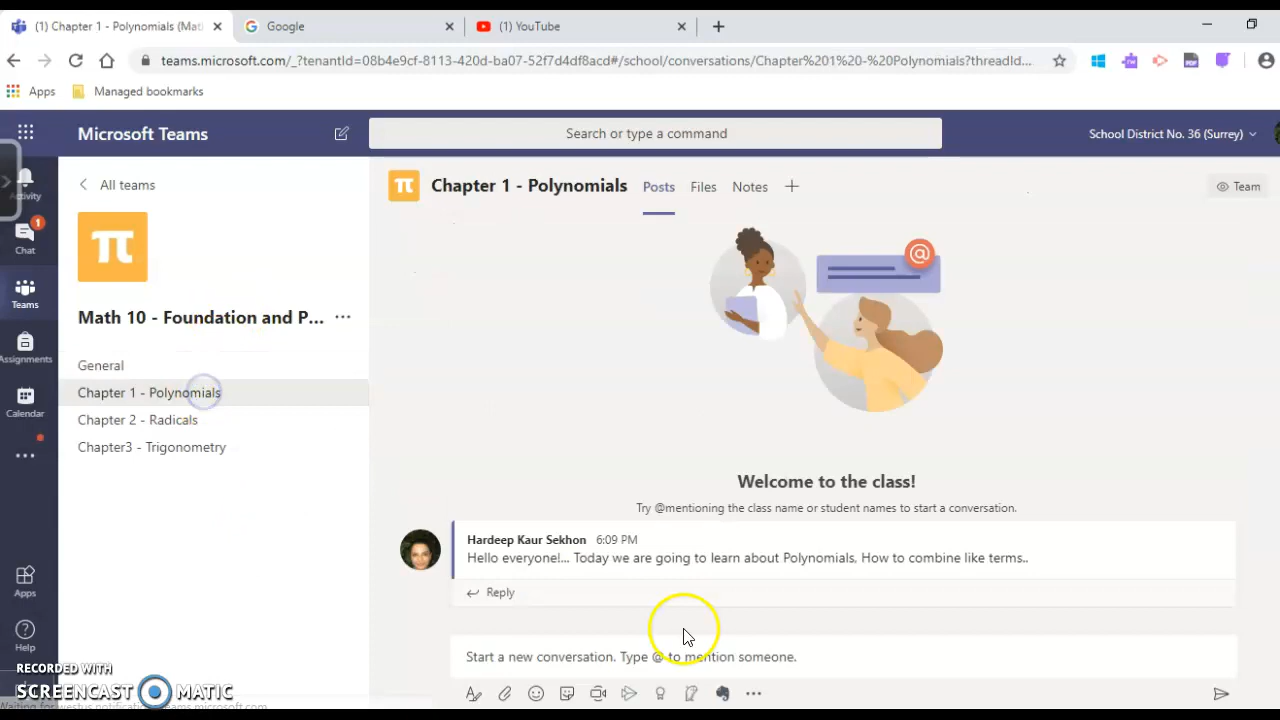 (1) Chapter 1 - Polynomials (Mat
Google
(1) YouTube
teams.microsoft.com/_?tenantId=08b4e9cf-8113-420d-ba07-52f7d4df8acd#/school/conversations/Chapter%201%20-%20Polynomials?threadId...
Apps
Managed bookmarks
Microsoft Teams
Search or type a command
School District No. 36 (Surrey)
All teams
π
Chapter 1 - Polynomials
Posts
Files
Notes
Team
Activity
Chat
1
Teams
Assignments
Calendar
Apps
Help
π
Math 10 - Foundation and P...
General
Chapter 1 - Polynomials
Chapter 2 - Radicals
Chapter3 - Trigonometry
@
Welcome to the class!
Try @mentioning the class name or student names to start a conversation.
Hardeep Kaur Sekhon 6:09 PM
Hello everyone!... Today we are going to learn about Polynomials, How to combine like terms..
Reply
Start a new conversation. Type @ to mention someone.
RECORDED WITH
SCREENCAST MATIC